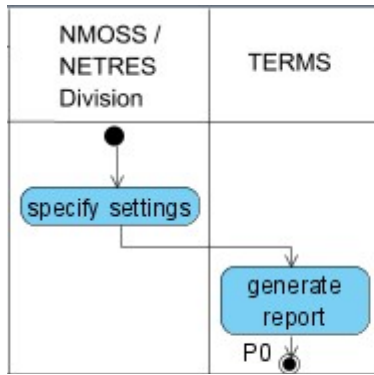 NMOSS /
NETRES
Division
TERMS
specify settings
generate
report
P0